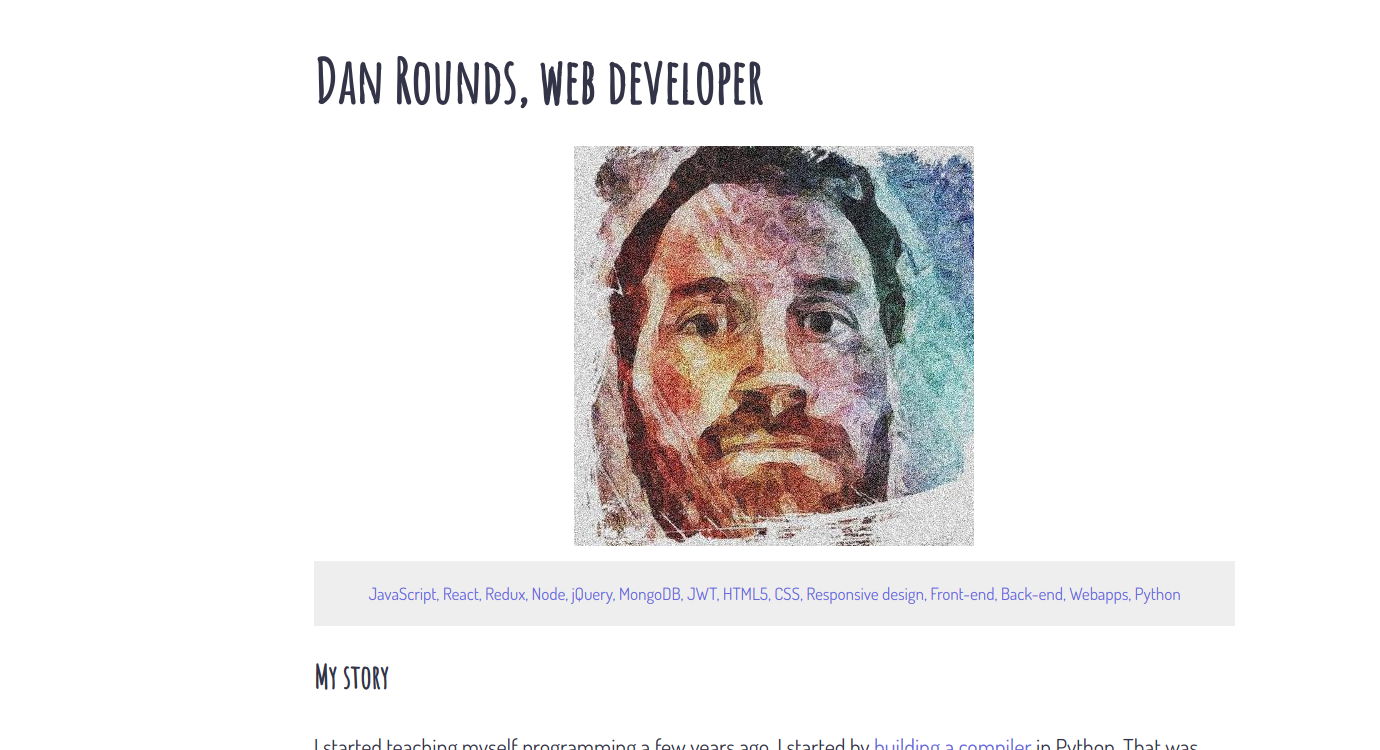 Dan Rounds, web developer
JavaScript, React, Redux, Node, jQuery, MongoDB, JWT, HTML5, CSS, Responsive design, Front-end, Back-end, Webapps, Python
My story
I started teaching myself programming a few years ago. I started by building a compiler in Python. That was